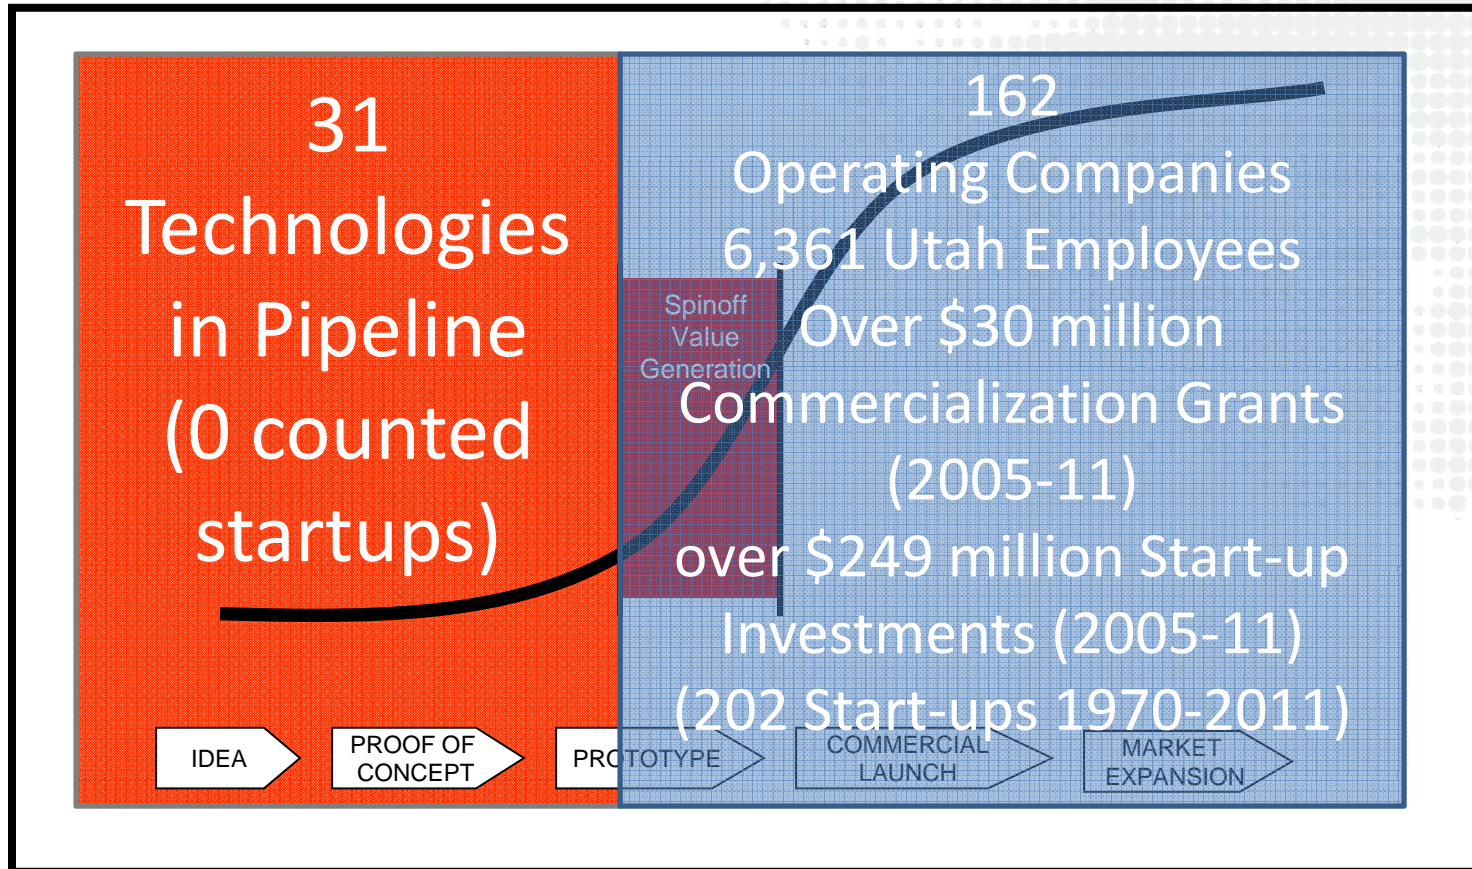 31
Technologies
in Pipeline
(0 counted
startups)
162
Operating Companies
6,361 Utah Employees
Over $30 million
Commercialization Grants
(2005-11)
over $249 million Start-up
Investments (2005-11)
(202 Start-ups 1970-2011)
Spinoff
Value
Generation
IDEA
PROOF OF
CONCEPT
PROTOTYPE
COMMERCIAL
LAUNCH
MARKET
EXPANSION